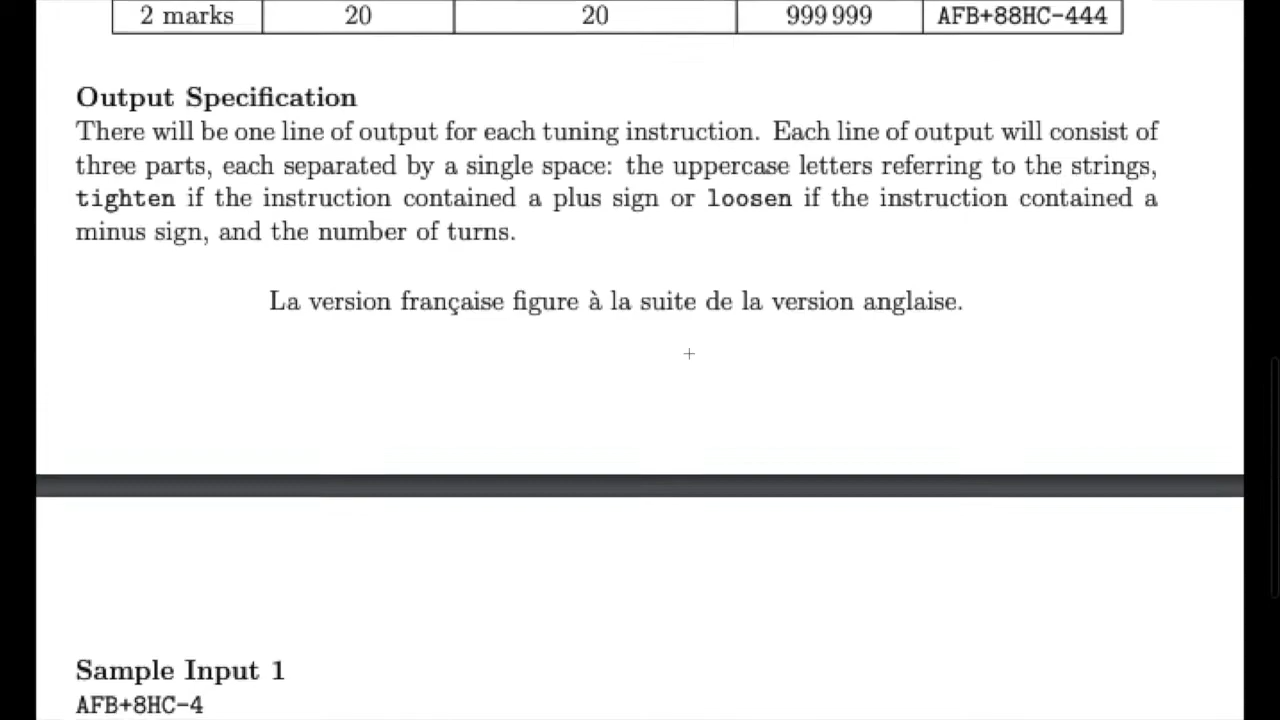 2 marks 20 20 999 999 AFB+88HC-444
Output Specification
There will be one line of output for each tuning instruction. Each line of output will consist of
three parts, each separated by a single space: the uppercase letters referring to the strings,
tighten if the instruction contained a plus sign or loosen if the instruction contained a
minus sign, and the number of turns.
La version française figure à la suite de la version anglaise.
Sample Input 1
AFB+8HC-4